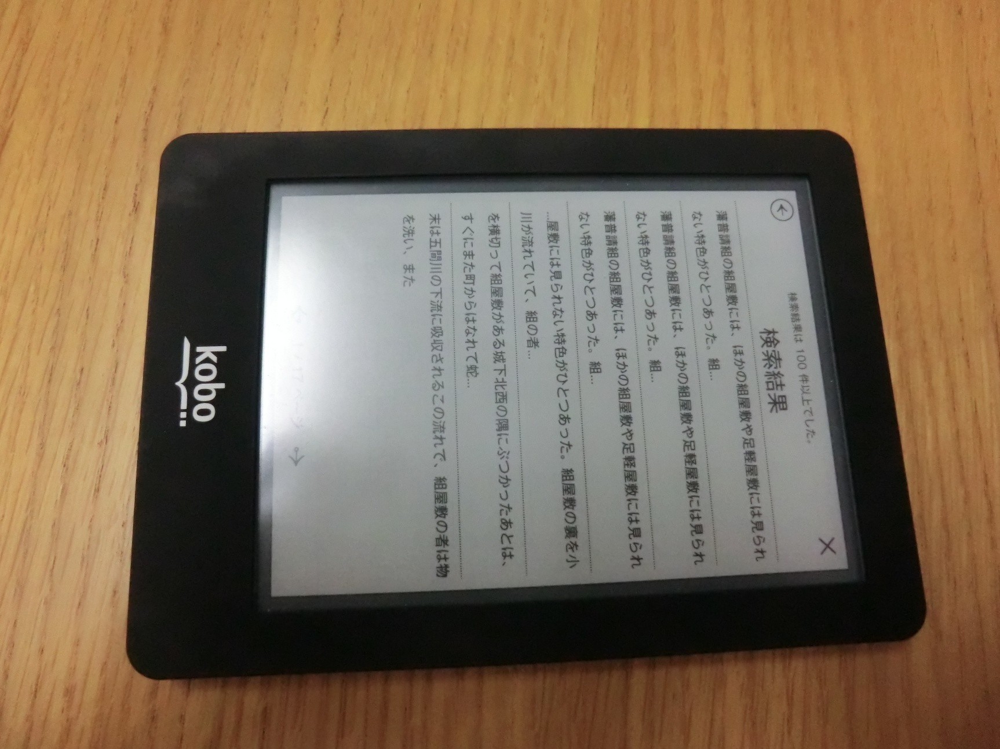 検索結果は 100 件以上でした。
検索結果
藩普請組の組屋敷には、ほかの組屋敷や足軽屋敷には見られ
ない特色がひとつあった。組...
藩普請組の組屋敷には、ほかの組屋敷や足軽屋敷には見られ
ない特色がひとつあった。組...
藩普請組の組屋敷には、ほかの組屋敷や足軽屋敷には見られ
ない特色がひとつあった。組...
...屋敷には見られない特色がひとつあった。組屋敷の裏を小
川が流れていて、組の者...
を横切って組屋敷がある城下北西の隅にぶつかったあとは、
すぐにまた町からはなれて蛇...
末は五間川の下流に吸収されるこの流れで、組屋敷の者は物
を洗い、また
1 / 17 ページ
kobo